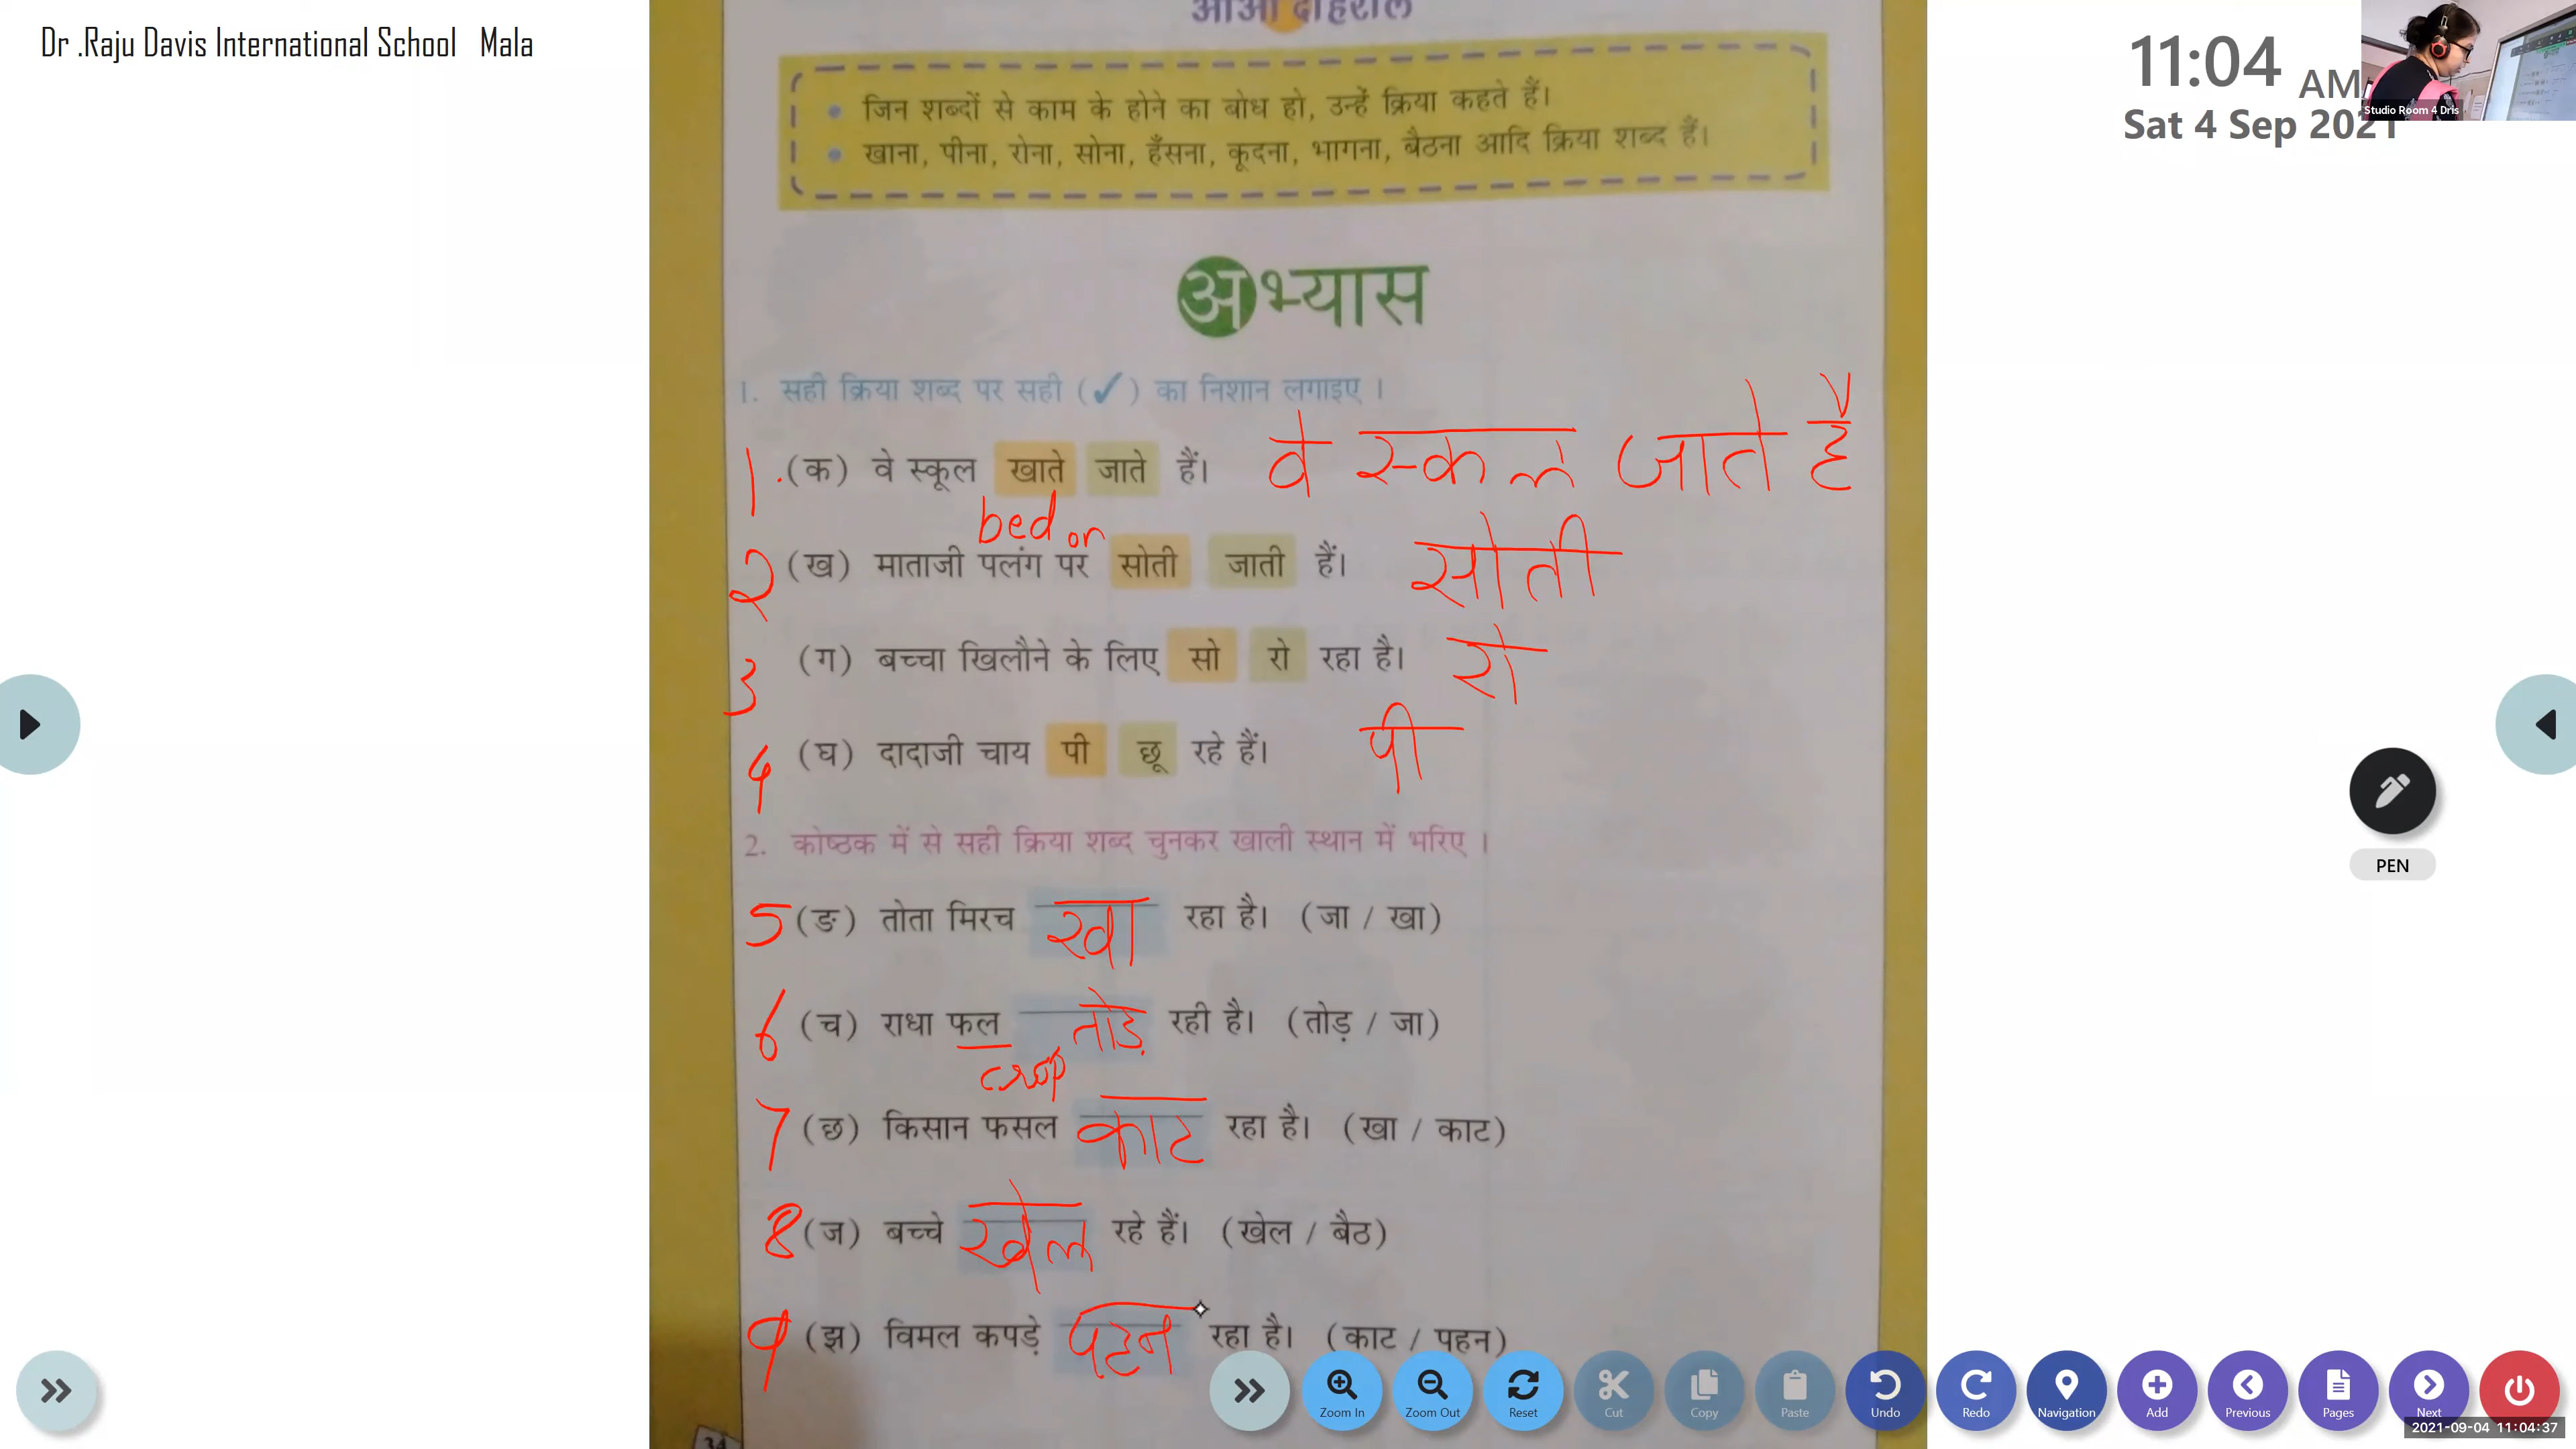 Dr .Raju Davis International School Mala
11:04 AM
Sat 4 Sep 2021
Studio Room 4 Dris
आओ दोहराएँ
• जिन शब्दों से काम के होने का बोध हो, उन्हें क्रिया कहते हैं।
• खाना, पीना, रोना, सोना, हँसना, कूदना, भागना, बैठना आदि क्रिया शब्द हैं।
अभ्यास
1. सही क्रिया शब्द पर सही (✓) का निशान लगाइए ।
1. (क) वे स्कूल खाते जाते हैं। वे स्कल जाते है
bed on
2 (ख) माताजी पलंग पर सोती जाती हैं। सोती
3 (ग) बच्चा खिलौने के लिए सो रो रहा है। रो
4 (घ) दादाजी चाय पी छू रहे हैं। पी
2. कोष्ठक में से सही क्रिया शब्द चुनकर खाली स्थान में भरिए ।
5 (ङ) तोता मिरच खा रहा है। (जा / खा)
6 (च) राधा फल तोड़ रही है। (तोड़ / जा)
crop
7 (छ) किसान फसल काट रहा है। (खा / काट)
8 (ज) बच्चे खेल रहे हैं। (खेल / बैठ)
9 (झ) विमल कपड़े पहन रहा है। (काट / पहन)
34
PEN
Zoom In Zoom Out Reset Cut Copy Paste Undo Redo Navigation Add Previous Pages Next
2021-09-04 11:04:37